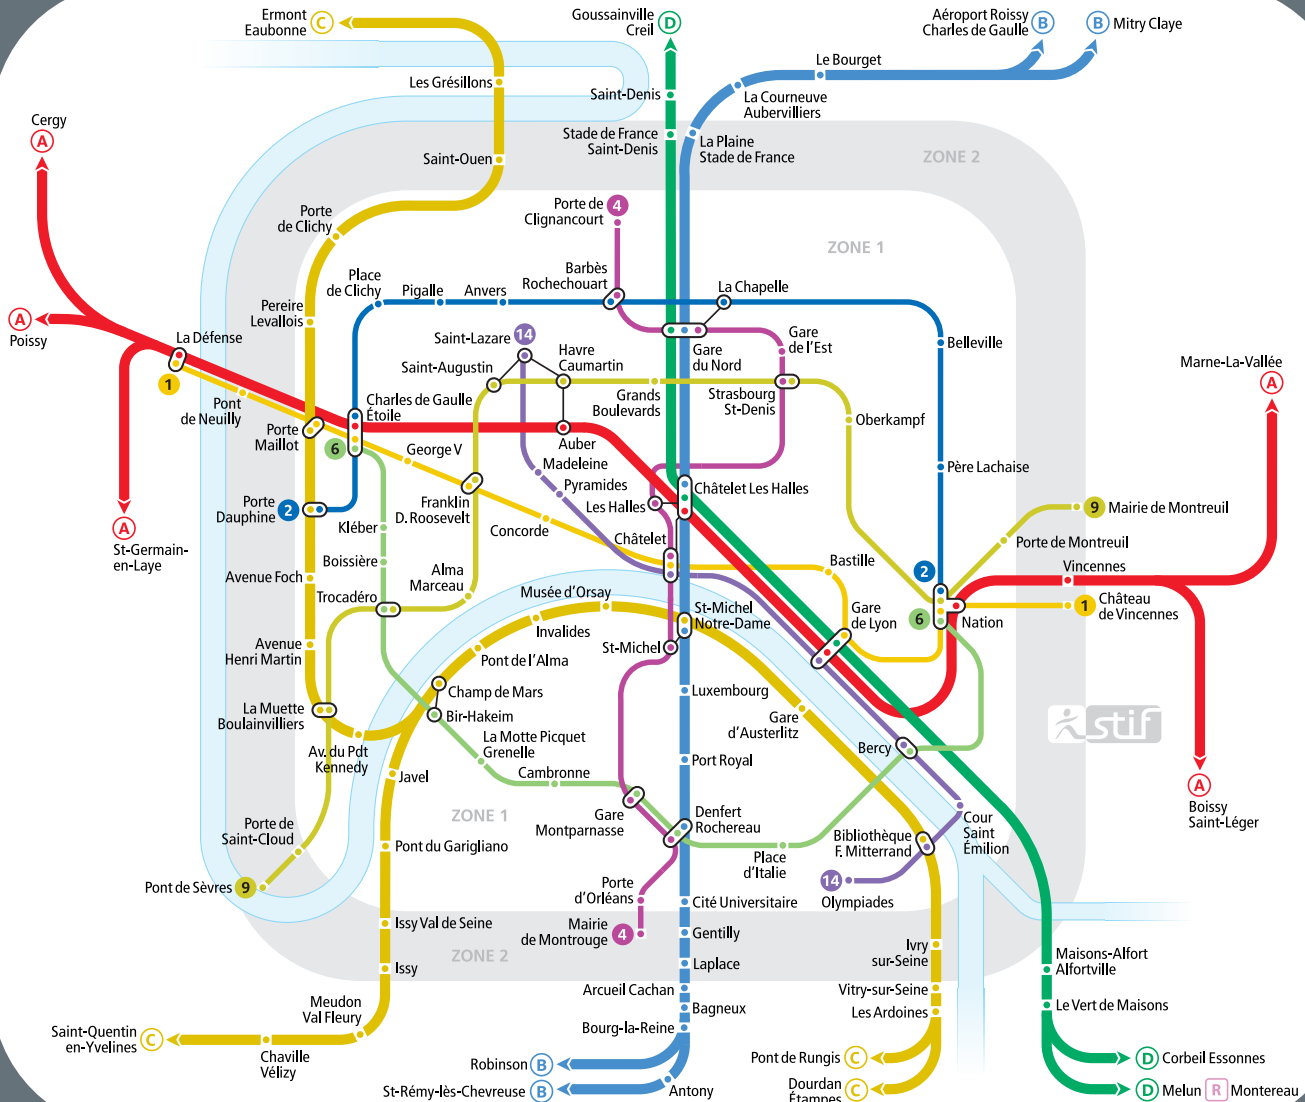 Ermont
Eaubonne
C
Goussainville
Creil
D
Aéroport Roissy
Charles de Gaulle
B
B
Mitry Claye
Le Bourget
Les Grésillons
Saint-Denis
La Courneuve
Aubervilliers
Cergy
A
Stade de France
Saint-Denis
La Plaine
Stade de France
Saint-Ouen
ZONE 2
Porte
de Clichy
Porte de
Clignancourt
4
ZONE 1
Place
de Clichy
Pigalle
Anvers
Barbès
Rochechouart
La Chapelle
Pereire
Levallois
A
Poissy
La Défense
Saint-Lazare
14
Havre
Caumartin
Gare
du Nord
Gare
de l'Est
Belleville
Marne-La-Vallée
A
1
Pont
de Neuilly
Saint-Augustin
Charles de Gaulle
Étoile
Grands
Boulevards
Strasbourg
St-Denis
Oberkampf
Porte
Maillot
6
George V
Auber
Madeleine
Pyramides
Père Lachaise
Porte
Dauphine
2
Franklin
D. Roosevelt
Les Halles
Châtelet Les Halles
9
Mairie de Montreuil
A
St-Germain-
en-Laye
Kléber
Concorde
Châtelet
Porte de Montreuil
Boissière
Bastille
2
Vincennes
Avenue Foch
Alma
Marceau
Trocadéro
Musée d'Orsay
St-Michel
Notre-Dame
Gare
de Lyon
6
Nation
1
Château
de Vincennes
Invalides
Avenue
Henri Martin
Pont de l'Alma
St-Michel
Champ de Mars
Luxembourg
La Muette
Boulainvilliers
Bir-Hakeim
Gare
d'Austerlitz
stif
Av. du Pdt
Kennedy
La Motte Picquet
Grenelle
Bercy
Javel
Cambronne
Port Royal
A
Boissy
Saint-Léger
ZONE 1
Gare
Montparnasse
Denfert
Rochereau
Cour
Saint
Émilion
Porte de
Saint-Cloud
Pont du Garigliano
Place
d'Italie
Bibliothèque
F. Mitterrand
Pont de Sèvres
9
14
Olympiades
Porte
d'Orléans
Cité Universitaire
Issy Val de Seine
Mairie
de Montrouge
4
Gentilly
ZONE 2
Issy
Laplace
Ivry
sur-Seine
Maisons-Alfort
Alfortville
Arcueil Cachan
Vitry-sur-Seine
Meudon
Val Fleury
Bagneux
Les Ardoines
Le Vert de Maisons
Saint-Quentin
en-Yvelines
C
Bourg-la-Reine
Chaville
Vélizy
Robinson
B
Pont de Rungis
C
D
Corbeil Essonnes
St-Rémy-lès-Chevreuse
B
Antony
Dourdan
Étampes
C
D
Melun
R
Montereau